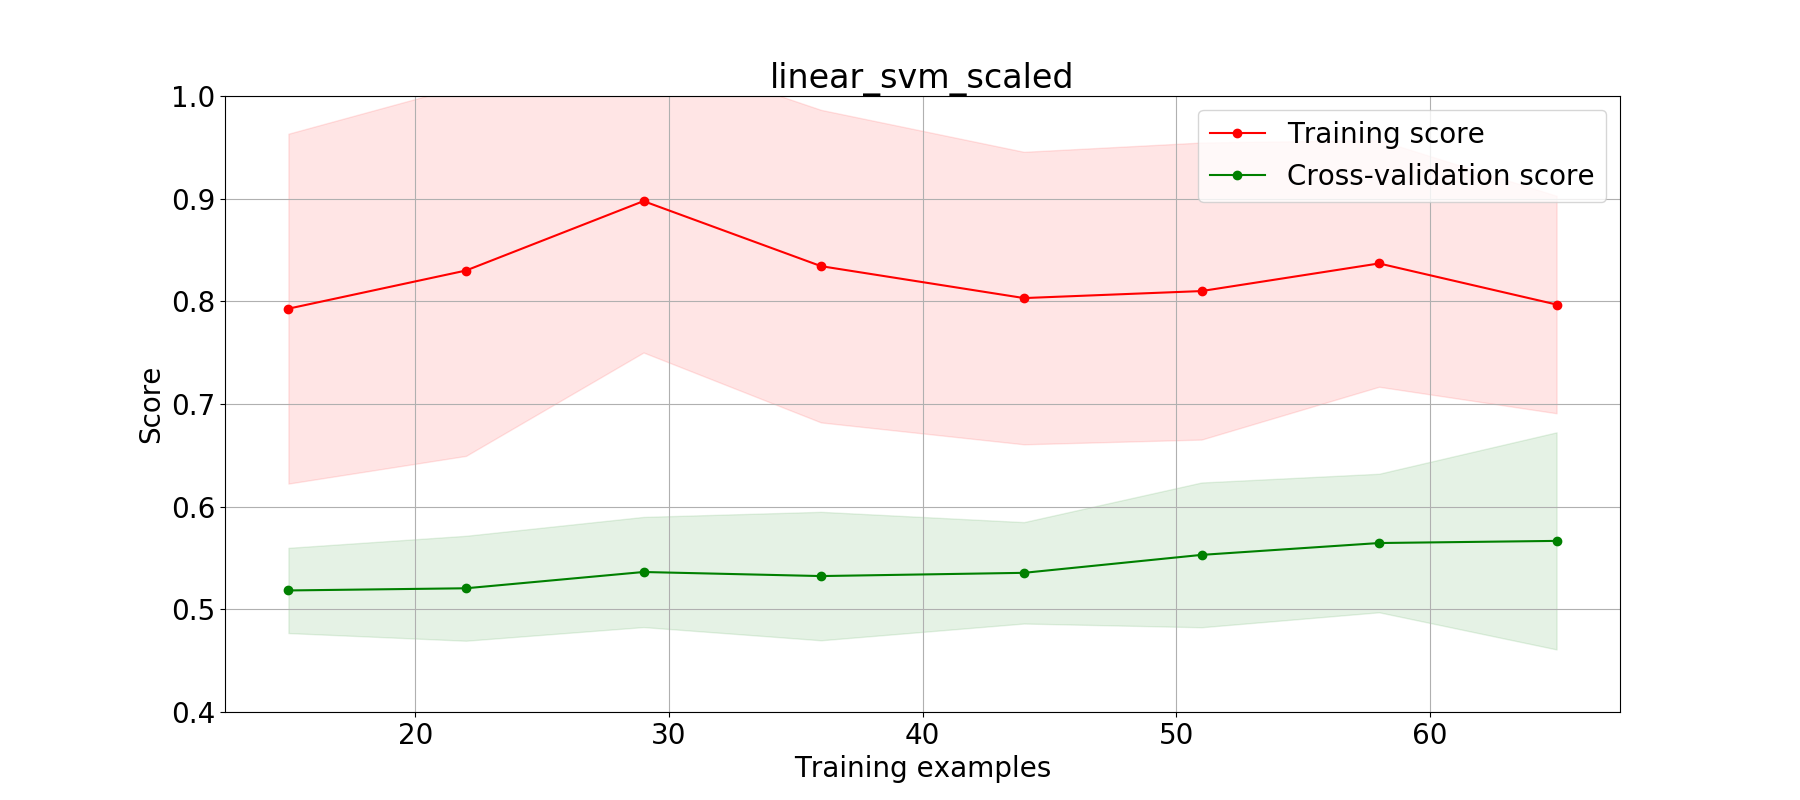 linear_svm_scaled
Training score
Cross-validation score
1.0
0.9
0.8
0.7
0.6
0.5
0.4
Score
20 30 40 50 60
Training examples